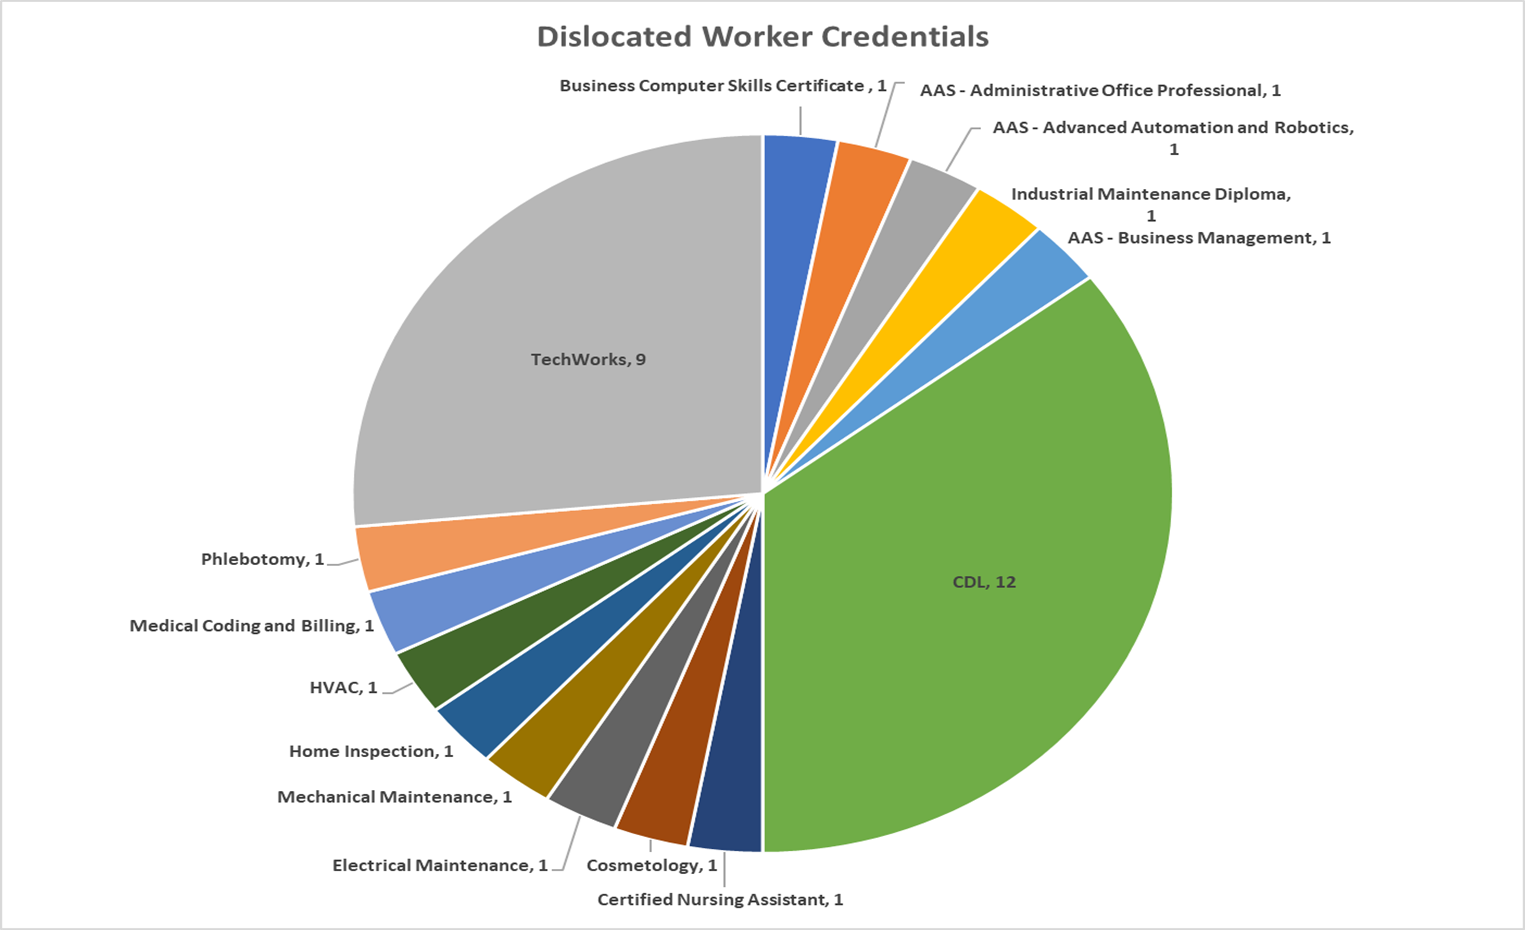 Dislocated Worker Credentials
Business Computer Skills Certificate , 1
AAS - Administrative Office Professional, 1
AAS - Advanced Automation and Robotics,
1
Industrial Maintenance Diploma,
1
AAS - Business Management, 1
TechWorks, 9
CDL, 12
Phlebotomy, 1
Medical Coding and Billing, 1
HVAC, 1
Home Inspection, 1
Mechanical Maintenance, 1
Electrical Maintenance, 1
Cosmetology, 1
Certified Nursing Assistant, 1